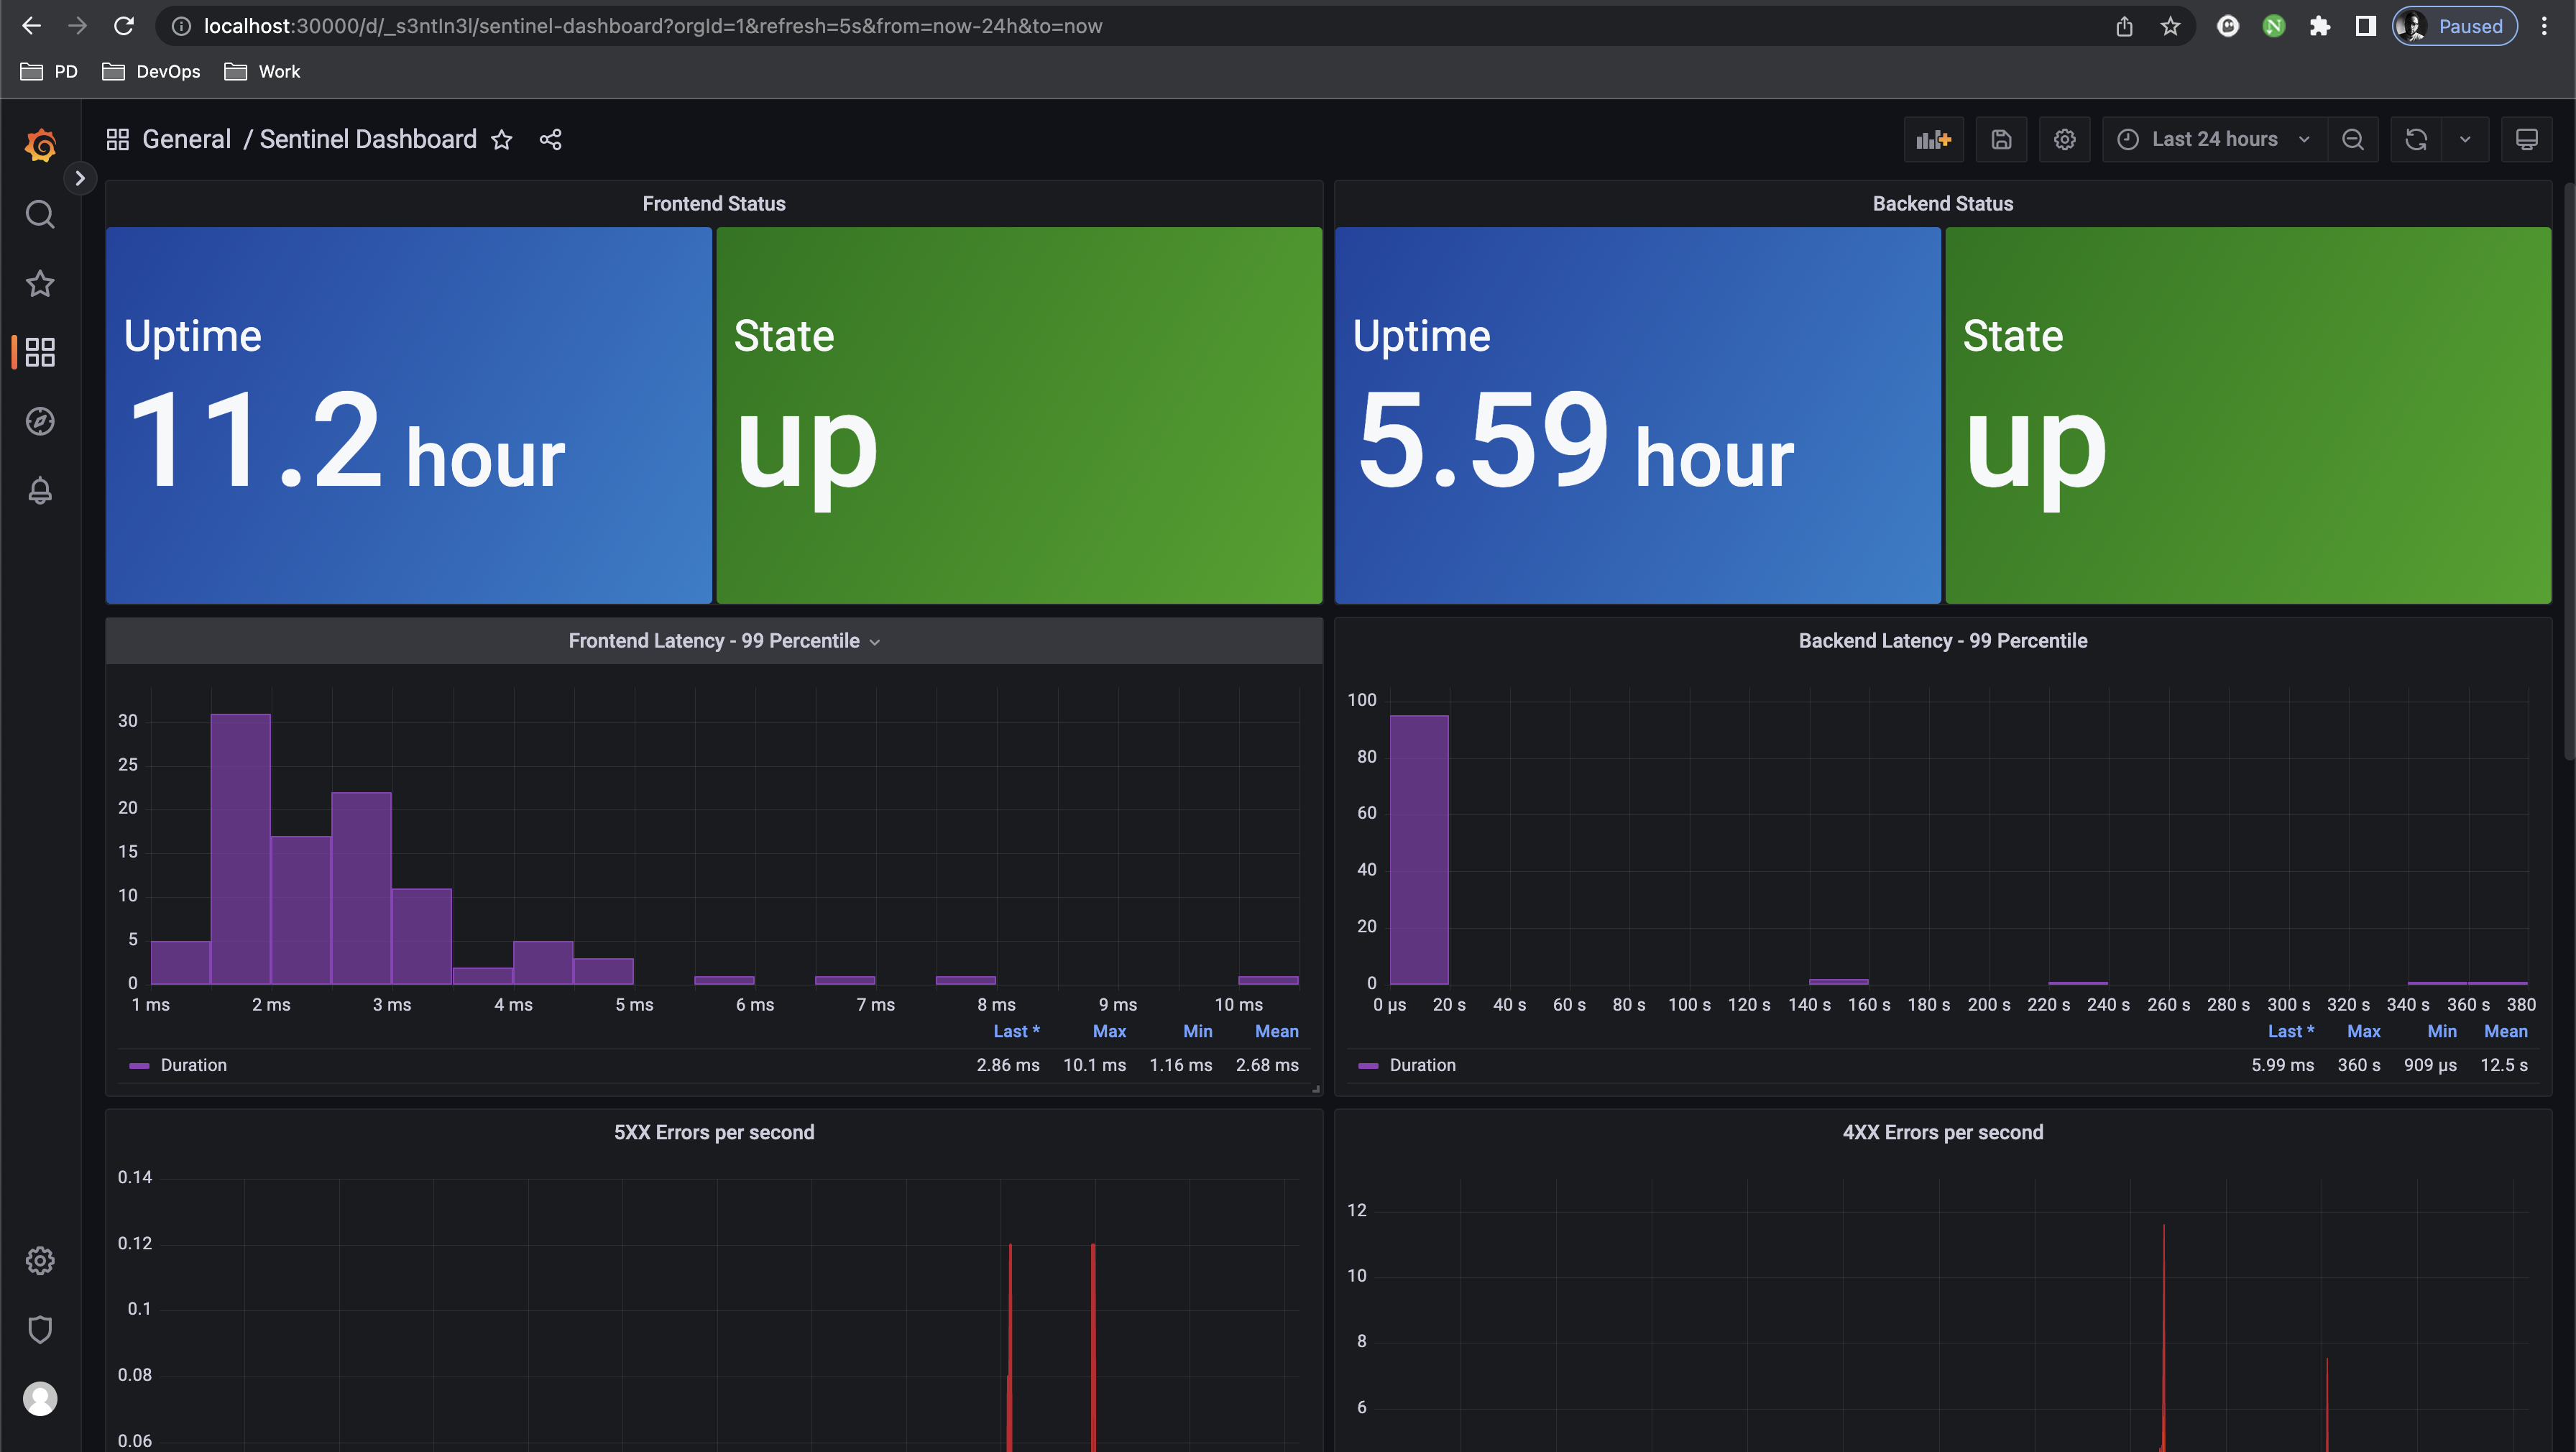 localhost:30000/d/_s3ntln3l/sentinel-dashboard?orgId=1&refresh=5s&from=now-24h&to=now
Paused
PD DevOps Work
General / Sentinel Dashboard
Last 24 hours
Frontend Status
Uptime
11.2 hour
State
up
Backend Status
Uptime
5.59 hour
State
up
Frontend Latency - 99 Percentile
30
25
20
15
10
5
0
1 ms 2 ms 3 ms 4 ms 5 ms 6 ms 7 ms 8 ms 9 ms 10 ms
Last * Max Min Mean
Duration 2.86 ms 10.1 ms 1.16 ms 2.68 ms
Backend Latency - 99 Percentile
100
80
60
40
20
0
0 µs 20 s 40 s 60 s 80 s 100 s 120 s 140 s 160 s 180 s 200 s 220 s 240 s 260 s 280 s 300 s 320 s 340 s 360 s 380
Last * Max Min Mean
Duration 5.99 ms 360 s 909 µs 12.5 s
5XX Errors per second
0.14
0.12
0.1
0.08
0.06
4XX Errors per second
12
10
8
6